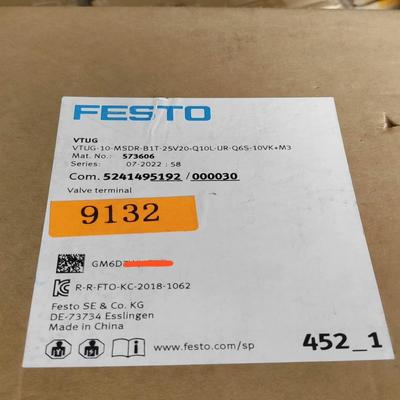 FESTO
VTUG
VTUG-10-MSDR-B1T-25V20-Q10L-UR-Q6S-10VK+M3
Mat. No.: 573606
Series: 07-2022 : 58
Com. 5241495192 / 000030
Valve terminal
9132
GM6D
R-R-FTO-KC-2018-1062
Festo SE & Co. KG
DE-73734 Esslingen
Made in China
www.festo.com/sp
452_1